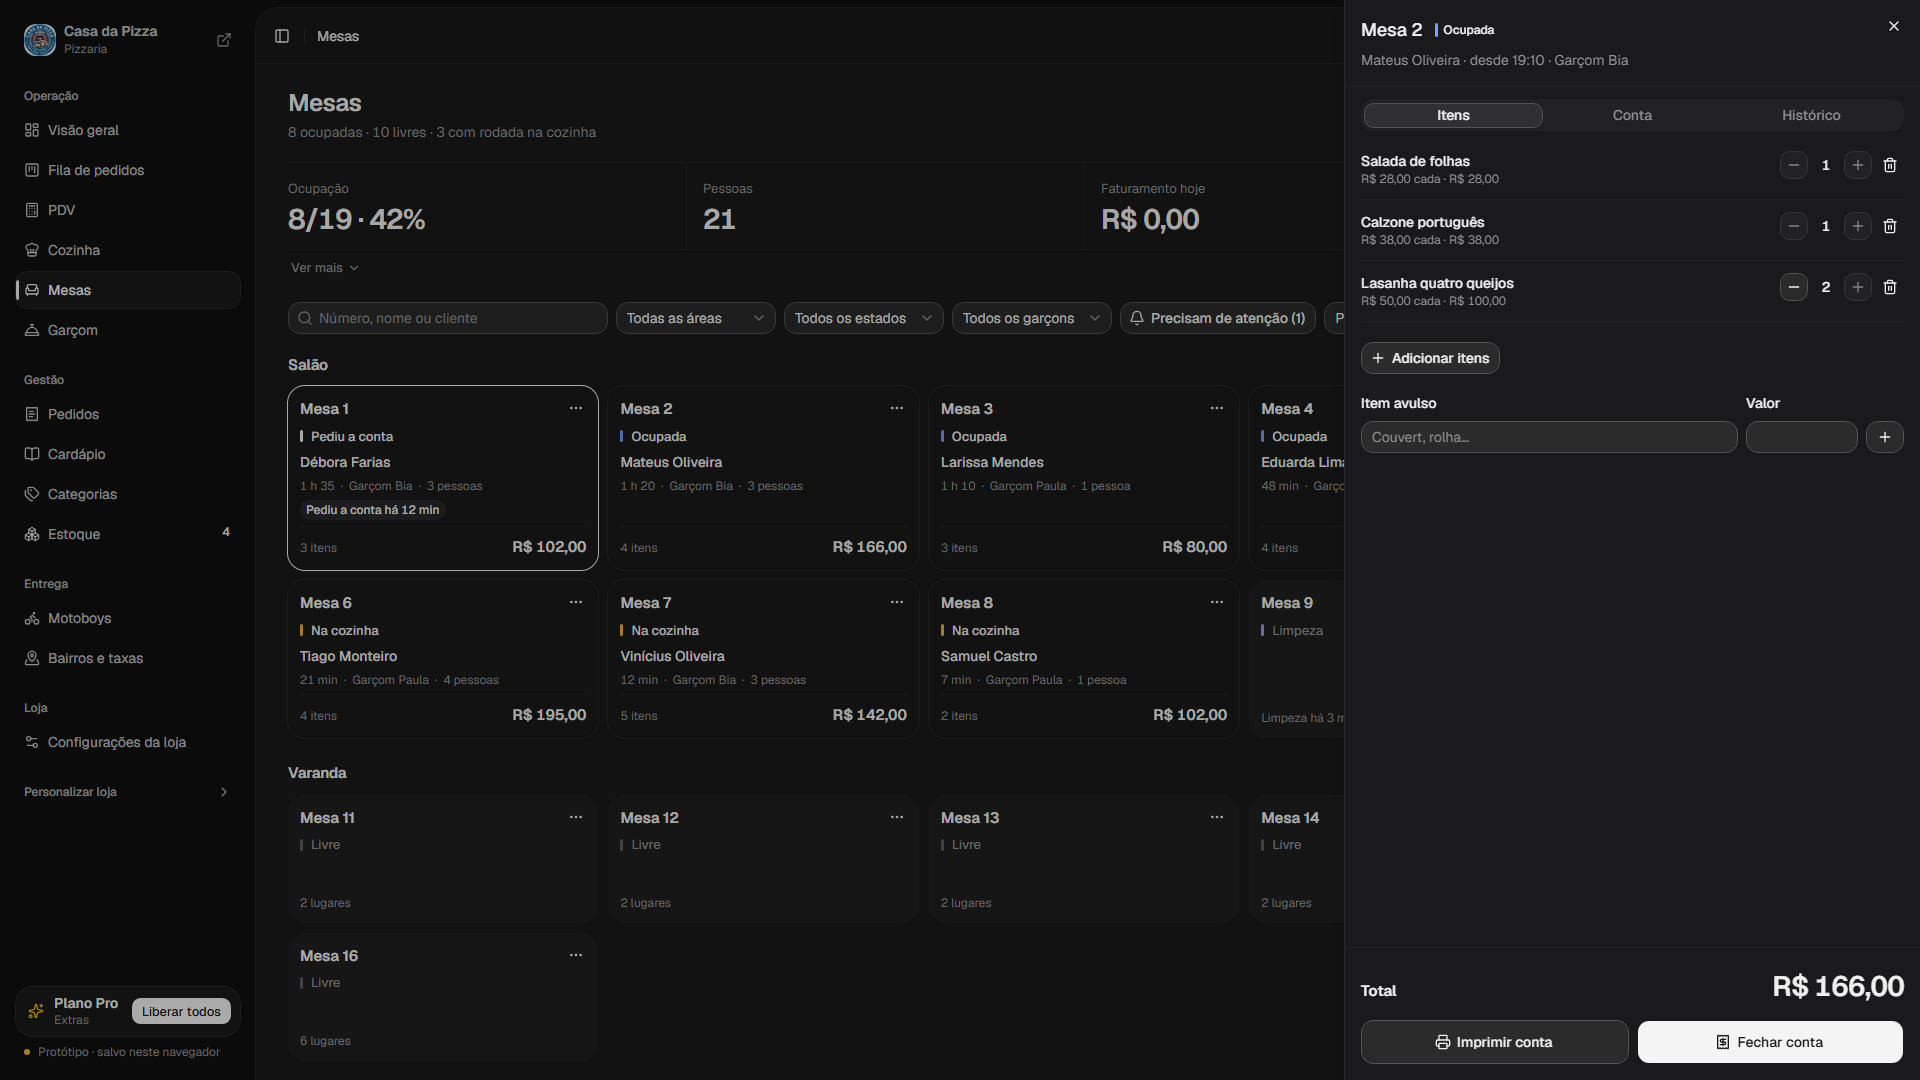 Casa da Pizza
Pizzaria
Operação
Visão geral
Fila de pedidos
PDV
Cozinha
Mesas
Garçom
Gestão
Pedidos
Cardápio
Categorias
Estoque 4
Entrega
Motoboys
Bairros e taxas
Loja
Configurações da loja
Personalizar loja
Plano Pro
Extras
Liberar todos
Protótipo · salvo neste navegador
Mesas
Mesas
8 ocupadas · 10 livres · 3 com rodada na cozinha
Ocupação
8/19 · 42%
Pessoas
21
Faturamento hoje
R$ 0,00
Ver mais
Número, nome ou cliente
Todas as áreas
Todos os estados
Todos os garçons
Precisam de atenção (1)
P
Salão
Mesa 1
Pediu a conta
Débora Farias
1 h 35 · Garçom Bia · 3 pessoas
Pediu a conta há 12 min
3 itens R$ 102,00
Mesa 2
Ocupada
Mateus Oliveira
1 h 20 · Garçom Bia · 3 pessoas
4 itens R$ 166,00
Mesa 3
Ocupada
Larissa Mendes
1 h 10 · Garçom Paula · 1 pessoa
3 itens R$ 80,00
Mesa 4
Ocupada
Eduarda Lima
48 min · Garço
4 itens
Mesa 6
Na cozinha
Tiago Monteiro
21 min · Garçom Paula · 4 pessoas
4 itens R$ 195,00
Mesa 7
Na cozinha
Vinícius Oliveira
12 min · Garçom Bia · 3 pessoas
5 itens R$ 142,00
Mesa 8
Na cozinha
Samuel Castro
7 min · Garçom Paula · 1 pessoa
2 itens R$ 102,00
Mesa 9
Limpeza
Limpeza há 3 m
Varanda
Mesa 11
Livre
2 lugares
Mesa 12
Livre
2 lugares
Mesa 13
Livre
2 lugares
Mesa 14
Livre
2 lugares
Mesa 16
Livre
6 lugares
Mesa 2 Ocupada
Mateus Oliveira · desde 19:10 · Garçom Bia
Itens Conta Histórico
Salada de folhas
R$ 28,00 cada · R$ 28,00
1
Calzone português
R$ 38,00 cada · R$ 38,00
1
Lasanha quatro queijos
R$ 50,00 cada · R$ 100,00
2
Adicionar itens
Item avulso Valor
Couvert, rolha...
Total R$ 166,00
Imprimir conta
Fechar conta